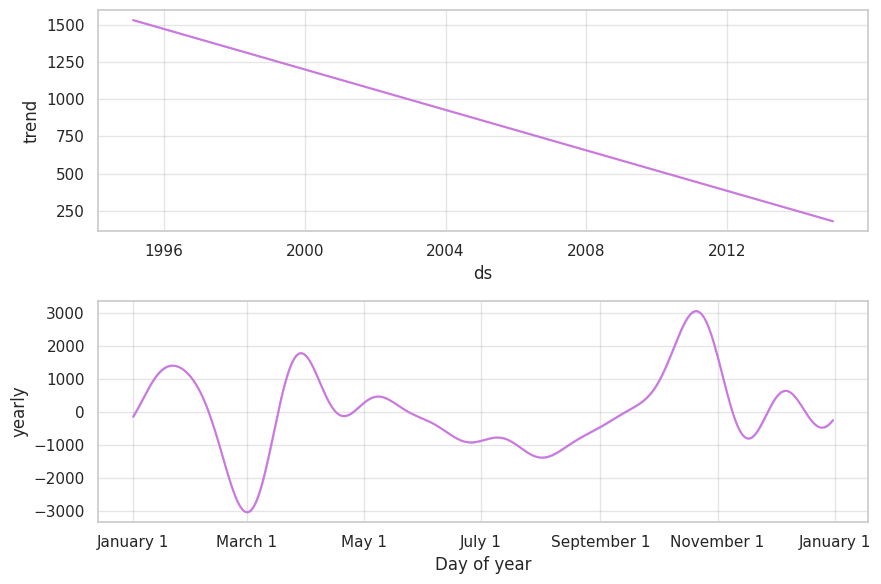 1500
1250
1000
750
500
250
trend
1996 2000 2004 2008 2012
ds
3000
2000
1000
0
−1000
−2000
−3000
yearly
January 1 March 1 May 1 July 1 September 1 November 1 January 1
Day of year